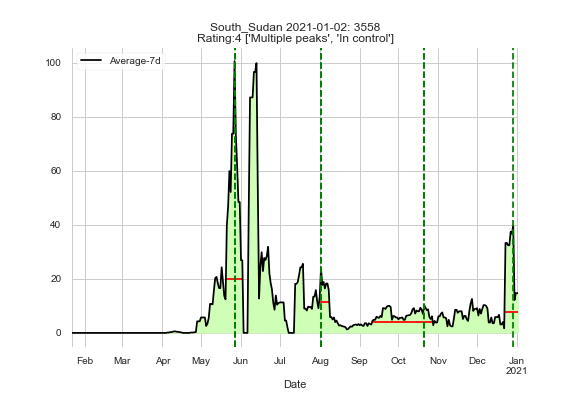 South_Sudan 2021-01-02: 3558
Rating:4 ['Multiple peaks', 'In control']
Average-7d
100
80
60
40
20
0
Feb Mar Apr May Jun Jul Aug Sep Oct Nov Dec Jan
2021
Date